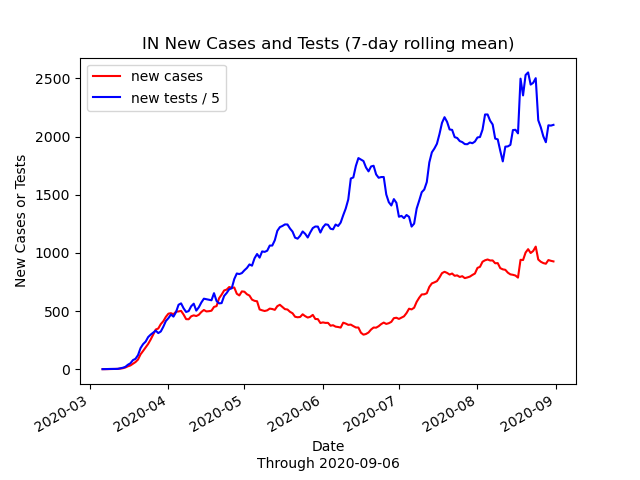 IN New Cases and Tests (7-day rolling mean)
new cases
new tests / 5
New Cases or Tests
2500
2000
1500
1000
500
0
2020-03
2020-04
2020-05
2020-06
2020-07
2020-08
2020-09
Date
Through 2020-09-06